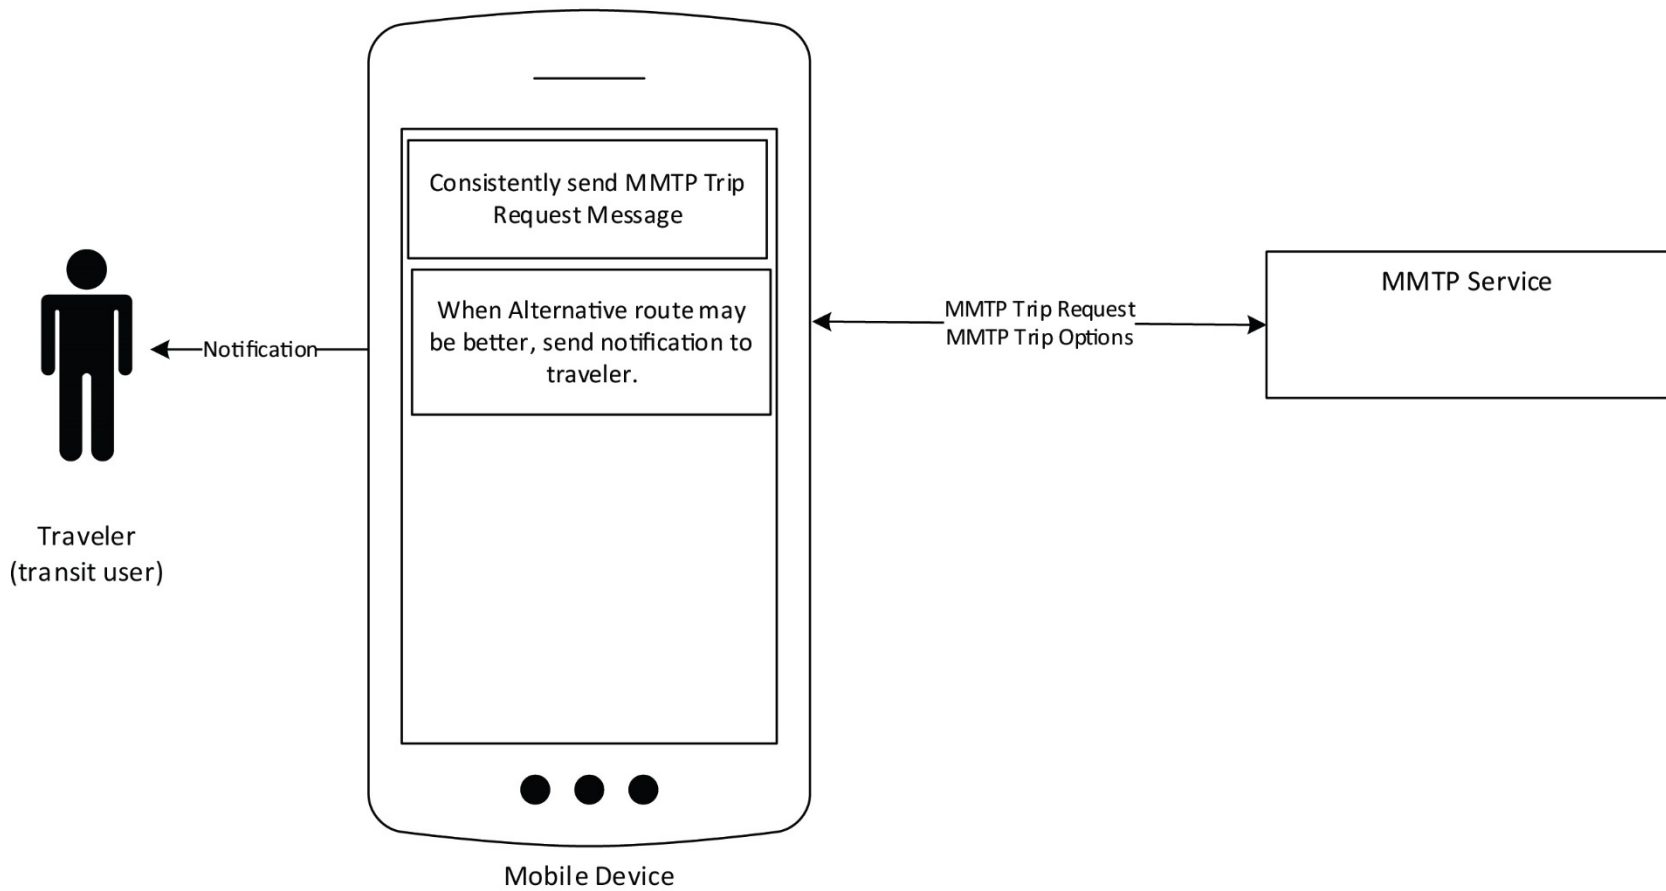 Consistently send MMTP Trip
Request Message
When Alternative route may
be better, send notification to
traveler.
Notification
MMTP Trip Request
MMTP Trip Options
MMTP Service
Traveler
(transit user)
Mobile Device